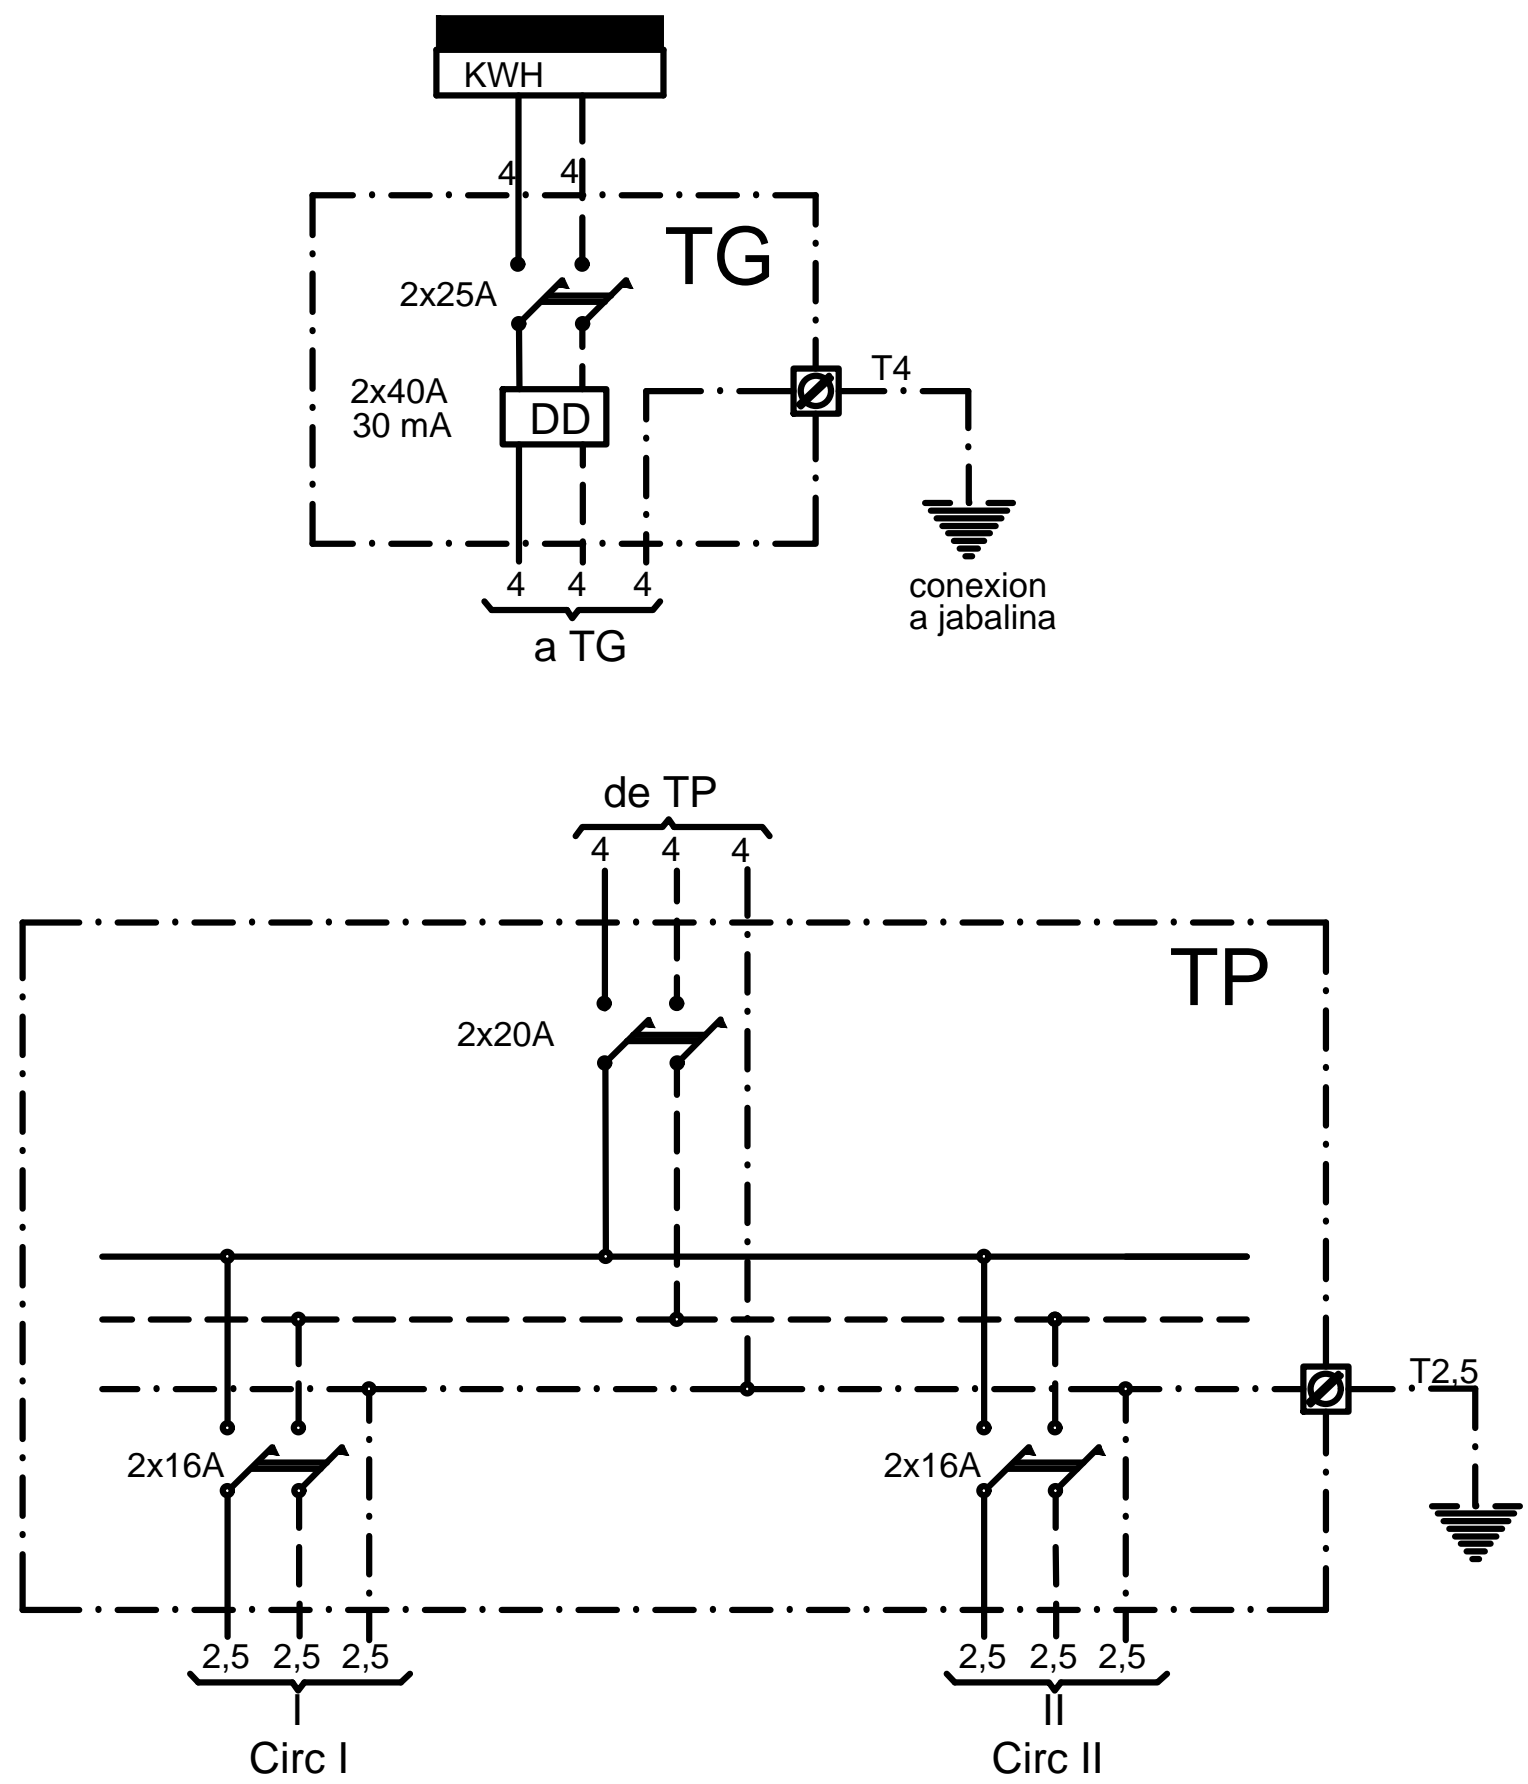 KWH
4 4
TG
2x25A
T4
2x40A
30 mA
DD
4 4 4
a TG
conexion
a jabalina
de TP
4 4 4
TP
2x20A
T2,5
2x16A 2x16A
2,5 2,5 2,5 2,5 2,5 2,5
I II
Circ I Circ II